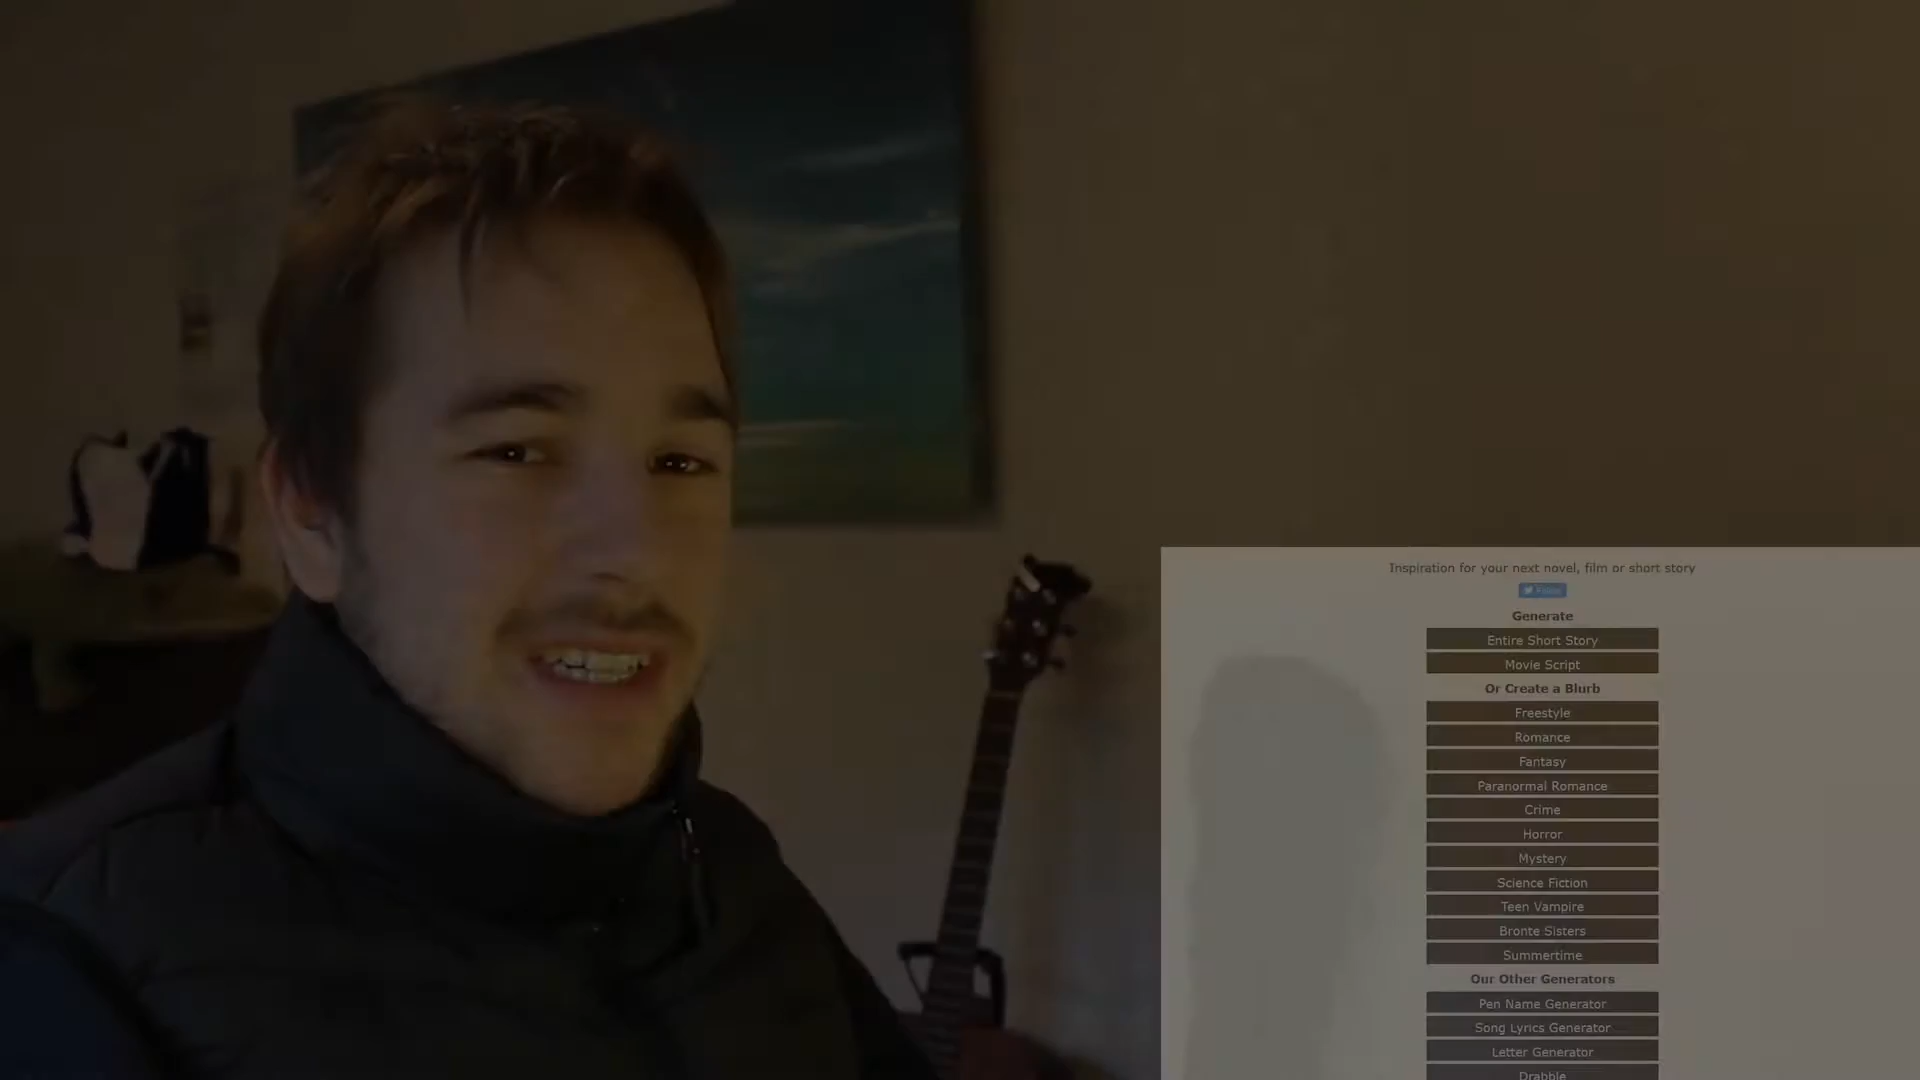 Inspiration for your next novel, film or short story
Follow
Generate
Entire Short Story
Movie Script
Or Create a Blurb
Freestyle
Romance
Fantasy
Paranormal Romance
Crime
Horror
Mystery
Science Fiction
Teen Vampire
Bronte Sisters
Summertime
Our Other Generators
Pen Name Generator
Song Lyrics Generator
Letter Generator
Drabble